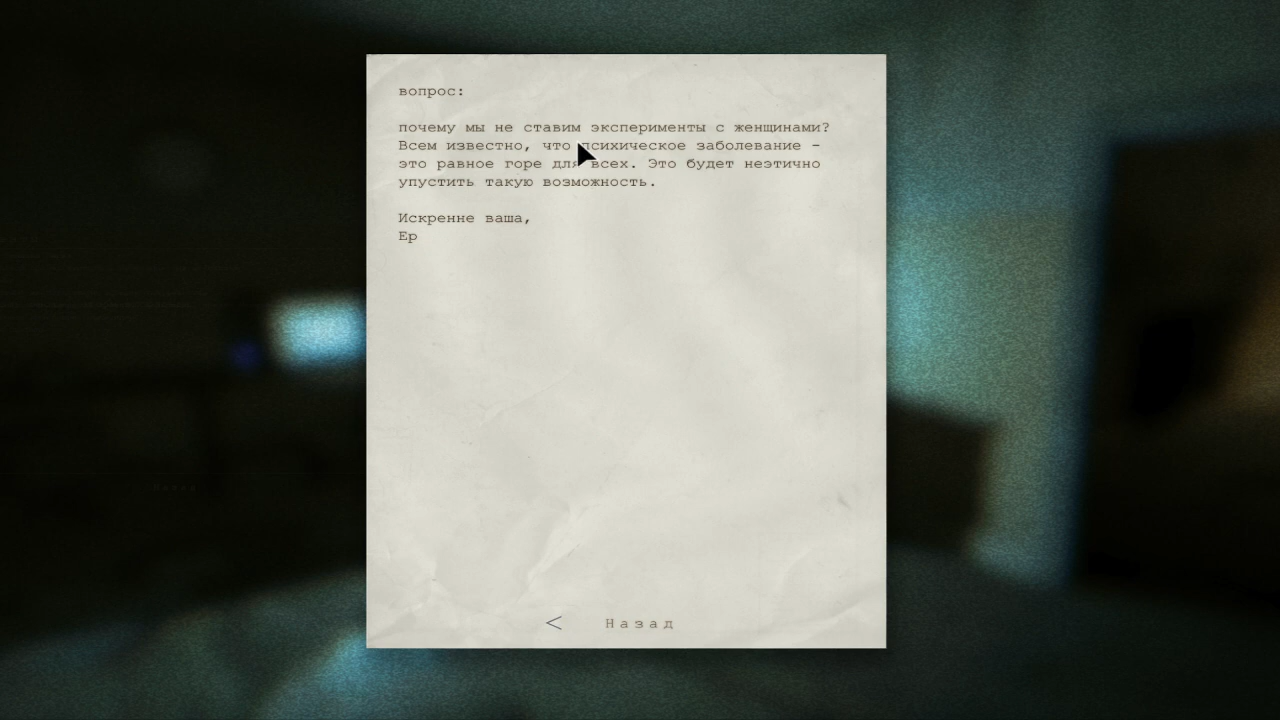 вопрос:
почему мы не ставим эксперименты с женщинами?
Всем известно, что психическое заболевание -
это равное горе для всех. Это будет неэтично
упустить такую возможность.
Искренне ваша,
Ер
< Назад